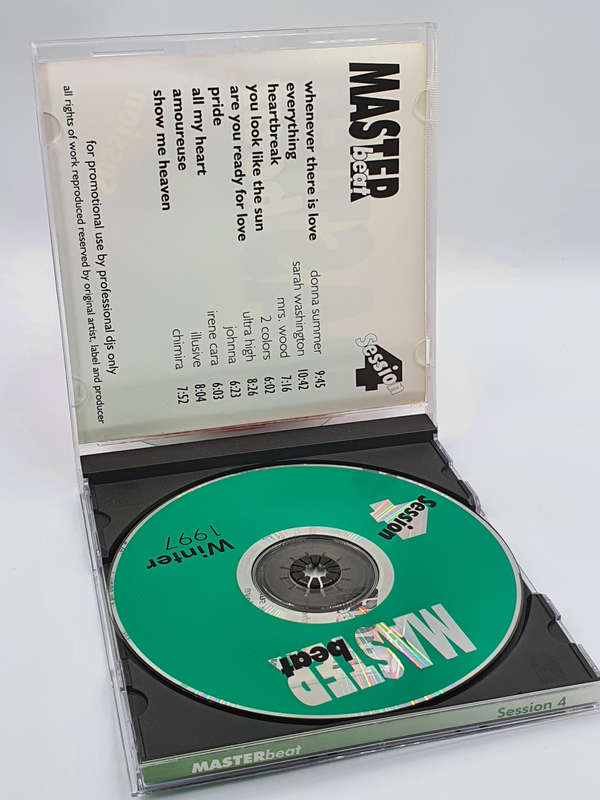 MASTER
beat
Session
4
whenever there is love donna summer 9:45
everything sarah washington 10:42
heartbreak mrs. wood 7:16
you look like the sun 2 colors 6:02
are you ready for love ultra high 8:26
pride johnna 6:23
all my heart irene cara 6:03
amoureuse illusive 8:04
show me heaven chimira 7:52
for promotional use by professional djs only
all rights of work reproduced reserved by original artist, label and producer
Session
4
Winter
1997
MASTER
beat
MASTERbeat Session 4